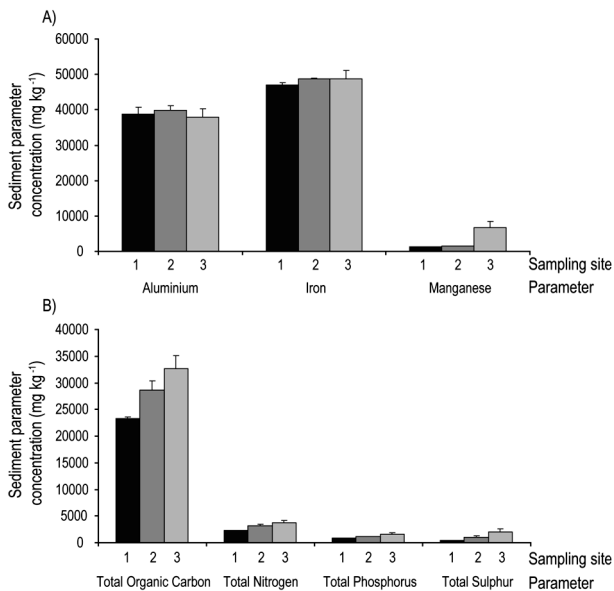 A)
Sediment parameter
concentration (mg kg⁻¹)
60000
50000
40000
30000
20000
10000
0
1 2 3 1 2 3 1 2 3 Sampling site
Aluminium Iron Manganese Parameter
B)
Sediment parameter
concentration (mg kg⁻¹)
40000
35000
30000
25000
20000
15000
10000
5000
0
1 2 3 1 2 3 1 2 3 1 2 3 Sampling site
Total Organic Carbon Total Nitrogen Total Phosphorus Total Sulphur Parameter